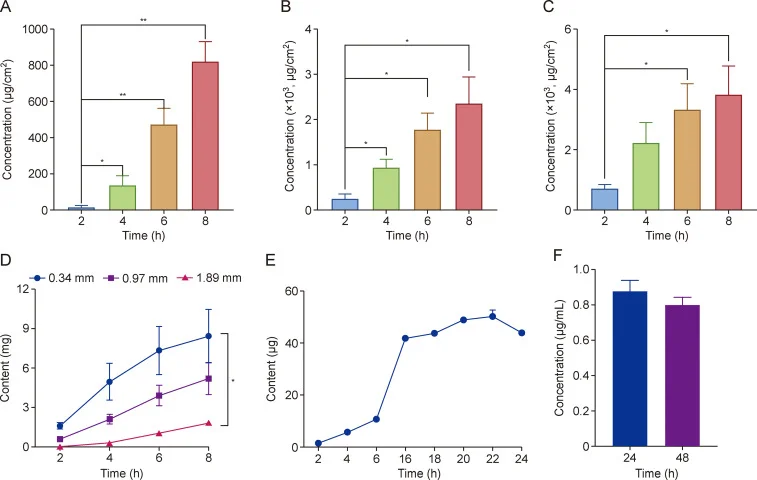 A
Concentration (µg/cm²)
1000
800
600
400
200
0
**
**
*
2 4 6 8
Time (h)
B
Concentration (×10³, µg/cm²)
4
3
2
1
0
*
*
*
2 4 6 8
Time (h)
C
Concentration (×10³, µg/cm²)
6
4
2
0
*
*
2 4 6 8
Time (h)
D
0.34 mm 0.97 mm 1.89 mm
Content (mg)
12
9
6
3
0
*
2 4 6 8
Time (h)
E
Content (µg)
60
40
20
0
2 4 6 16 18 20 22 24
Time (h)
F
Concentration (µg/mL)
1.0
0.8
0.6
0.4
0.2
0
24 48
Time (h)